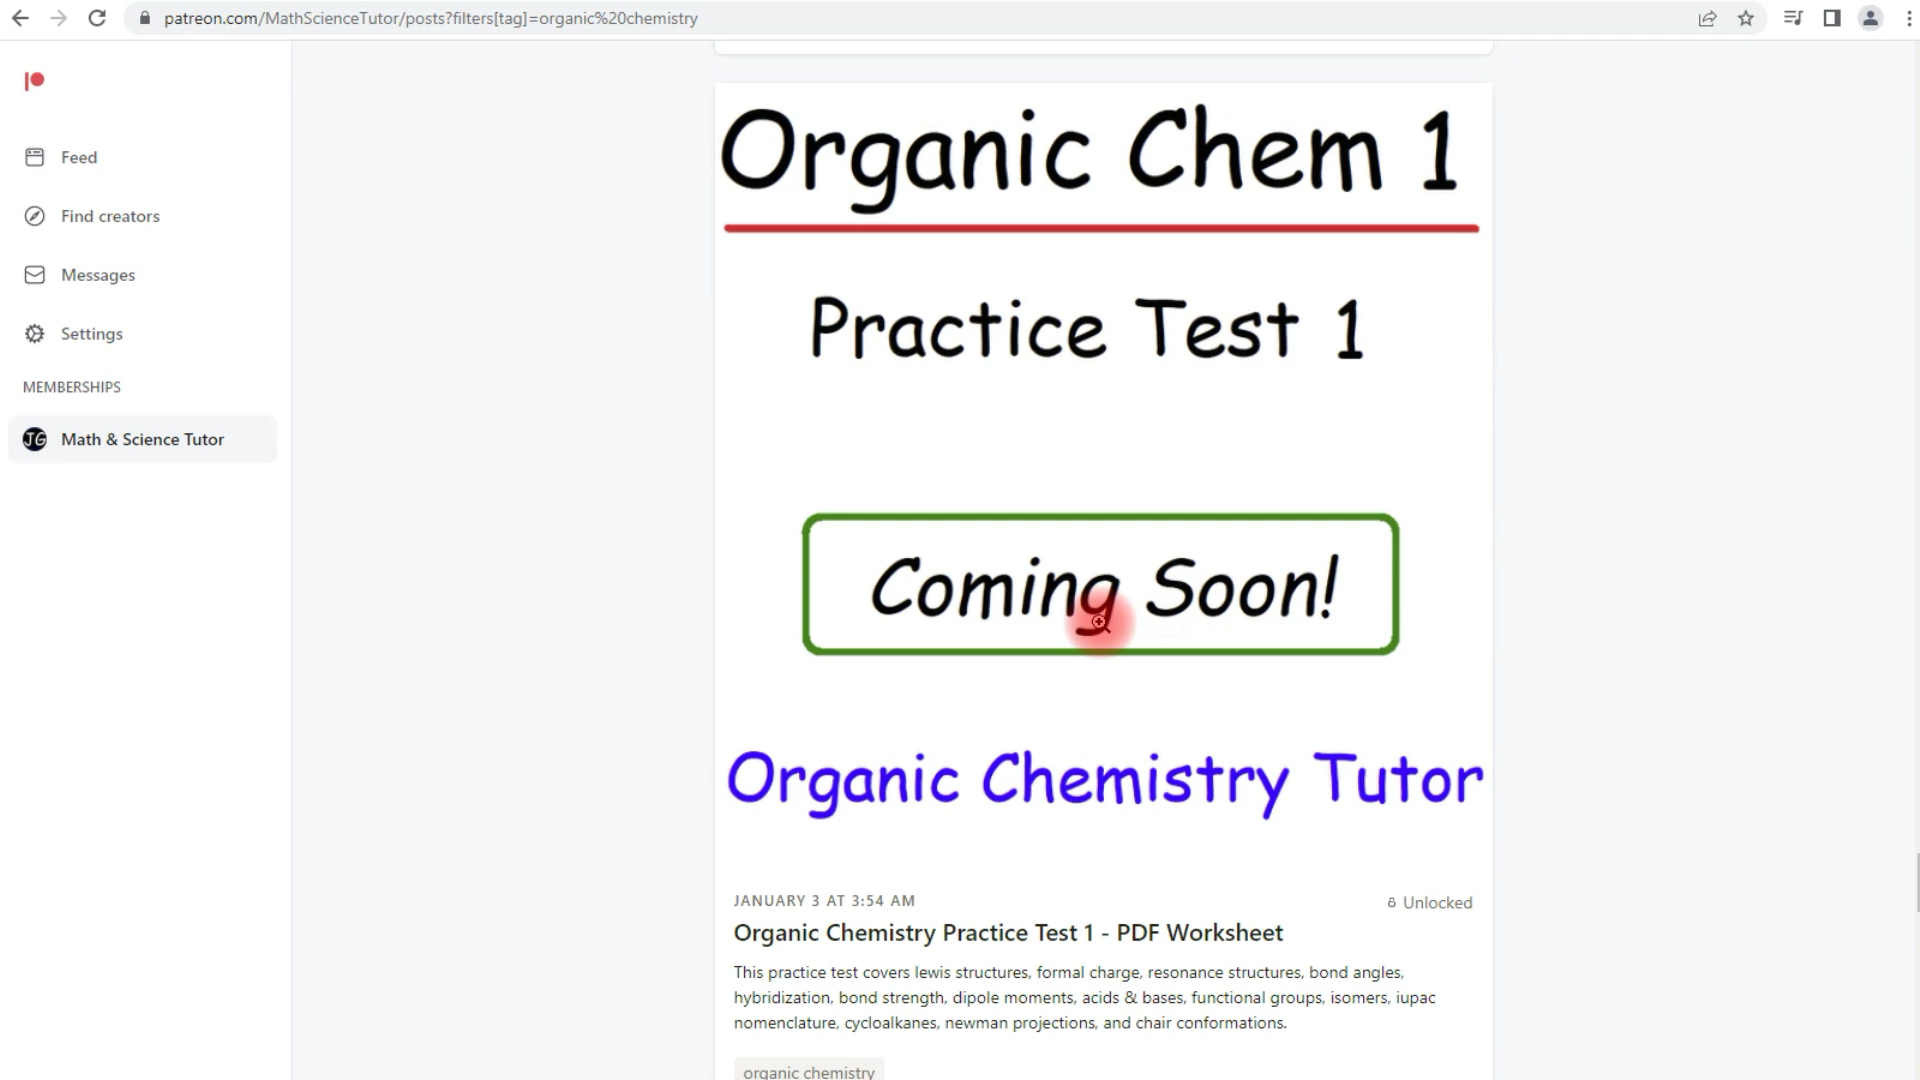 patreon.com/MathScienceTutor/posts?filters[tag]=organic%20chemistry
Feed
Find creators
Messages
Settings
MEMBERSHIPS
JG Math & Science Tutor
Organic Chem 1
Practice Test 1
Coming Soon!
Organic Chemistry Tutor
JANUARY 3 AT 3:54 AM
Unlocked
Organic Chemistry Practice Test 1 - PDF Worksheet
This practice test covers lewis structures, formal charge, resonance structures, bond angles,
hybridization, bond strength, dipole moments, acids & bases, functional groups, isomers, iupac
nomenclature, cycloalkanes, newman projections, and chair conformations.
organic chemistry